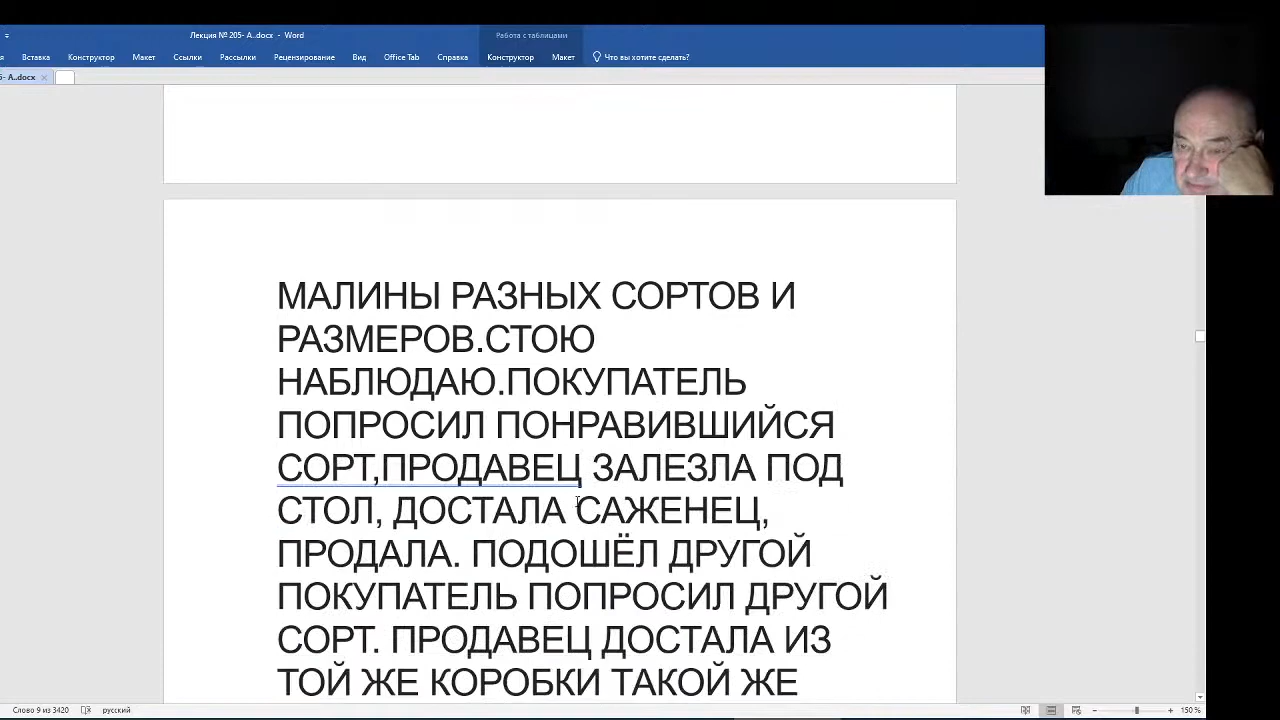 Лекция № 205- А..docx - Word
Работа с таблицами
я Вставка Конструктор Макет Ссылки Рассылки Рецензирование Вид Office Tab Справка Конструктор Макет Что вы хотите сделать?
5- А..docx
МАЛИНЫ РАЗНЫХ СОРТОВ И
РАЗМЕРОВ.СТОЮ
НАБЛЮДАЮ.ПОКУПАТЕЛЬ
ПОПРОСИЛ ПОНРАВИВШИЙСЯ
СОРТ,ПРОДАВЕЦ ЗАЛЕЗЛА ПОД
СТОЛ, ДОСТАЛА САЖЕНЕЦ,
ПРОДАЛА. ПОДОШЁЛ ДРУГОЙ
ПОКУПАТЕЛЬ ПОПРОСИЛ ДРУГОЙ
СОРТ. ПРОДАВЕЦ ДОСТАЛА ИЗ
ТОЙ ЖЕ КОРОБКИ ТАКОЙ ЖЕ
Слово 9 из 3420 русский 150 %